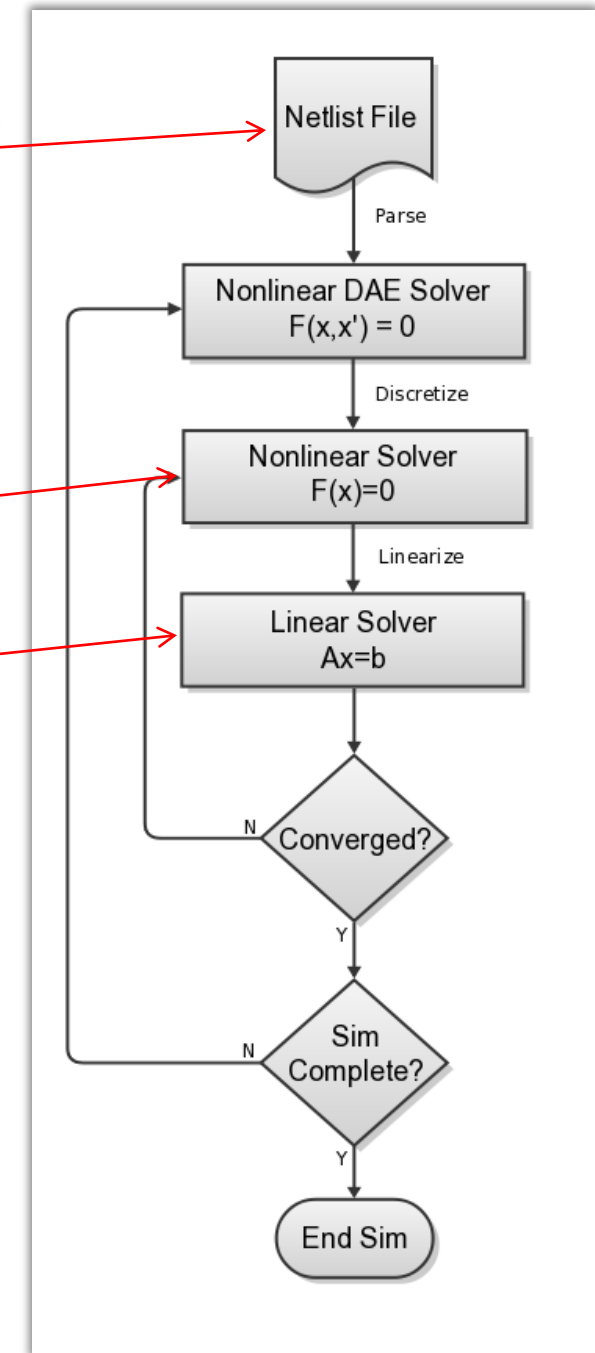 Netlist File
Parse
Nonlinear DAE Solver
F(x,x') = 0
Discretize
Nonlinear Solver
F(x)=0
Linearize
Linear Solver
Ax=b
Converged?
N
Y
Sim
Complete?
N
Y
End Sim